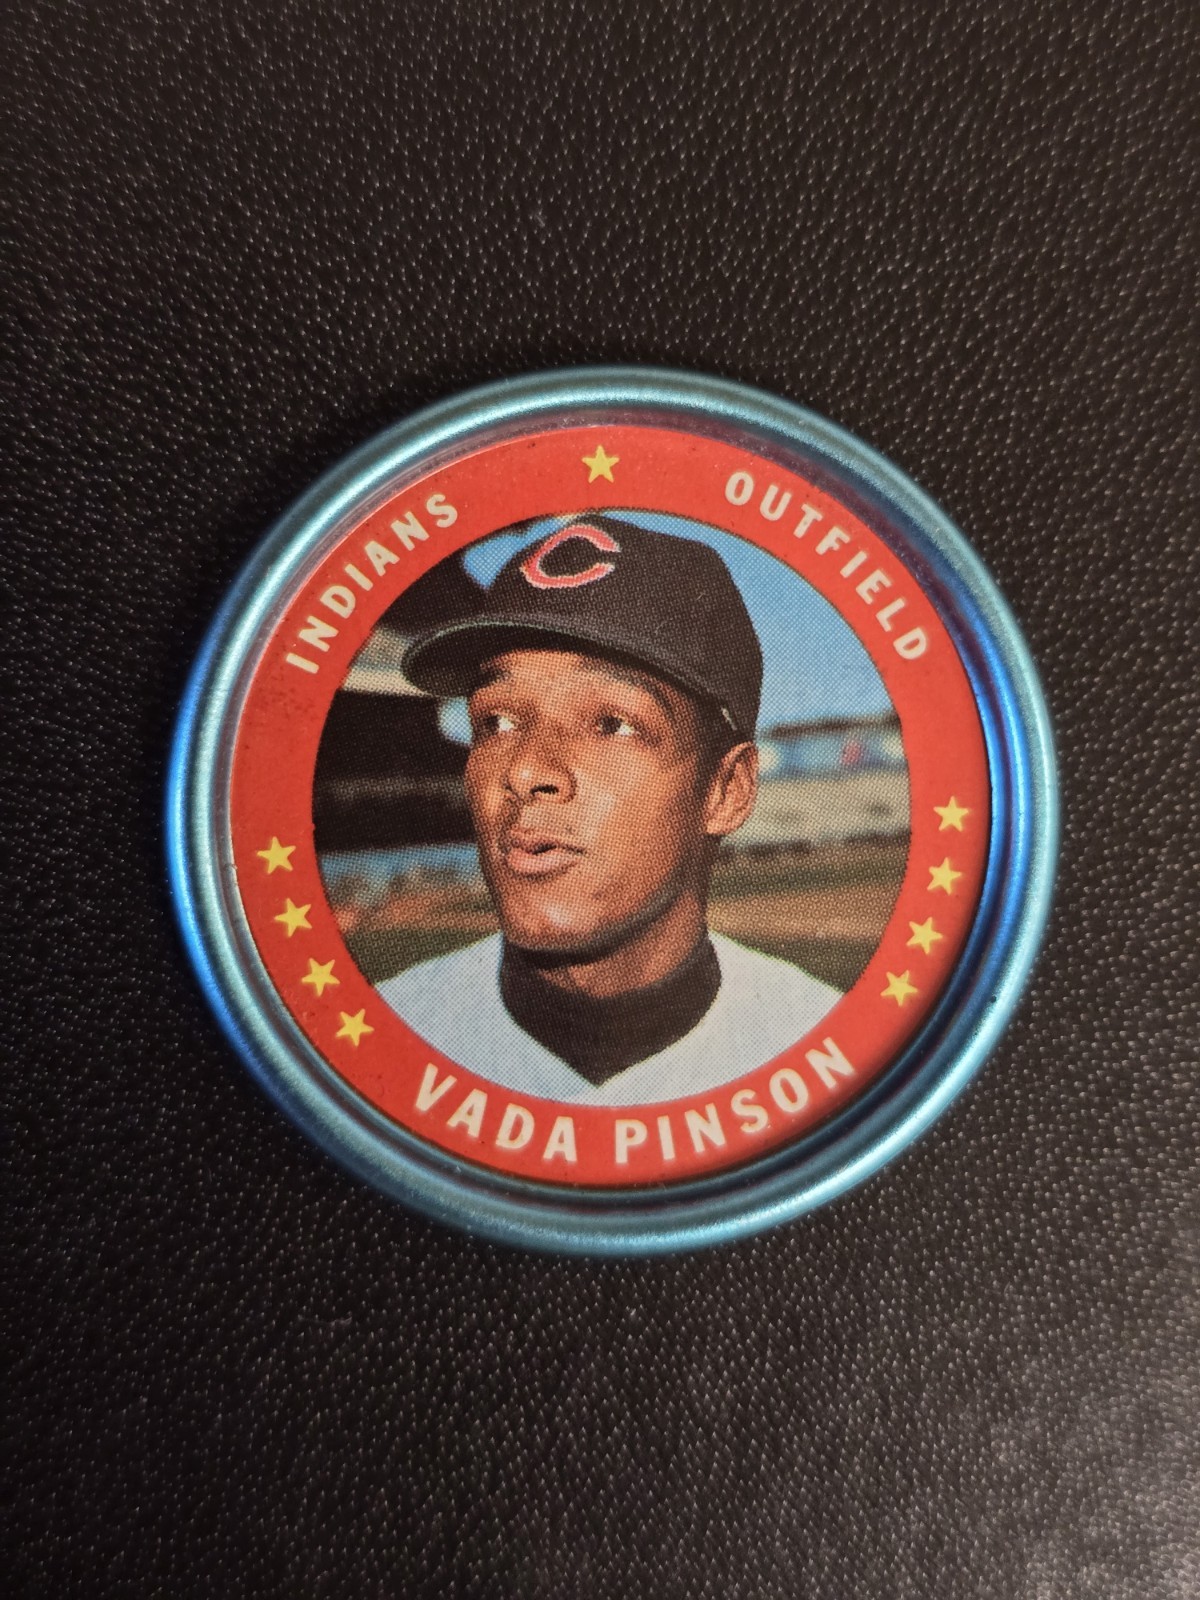 INDIANS
OUTFIELD
C
VADA PINSON